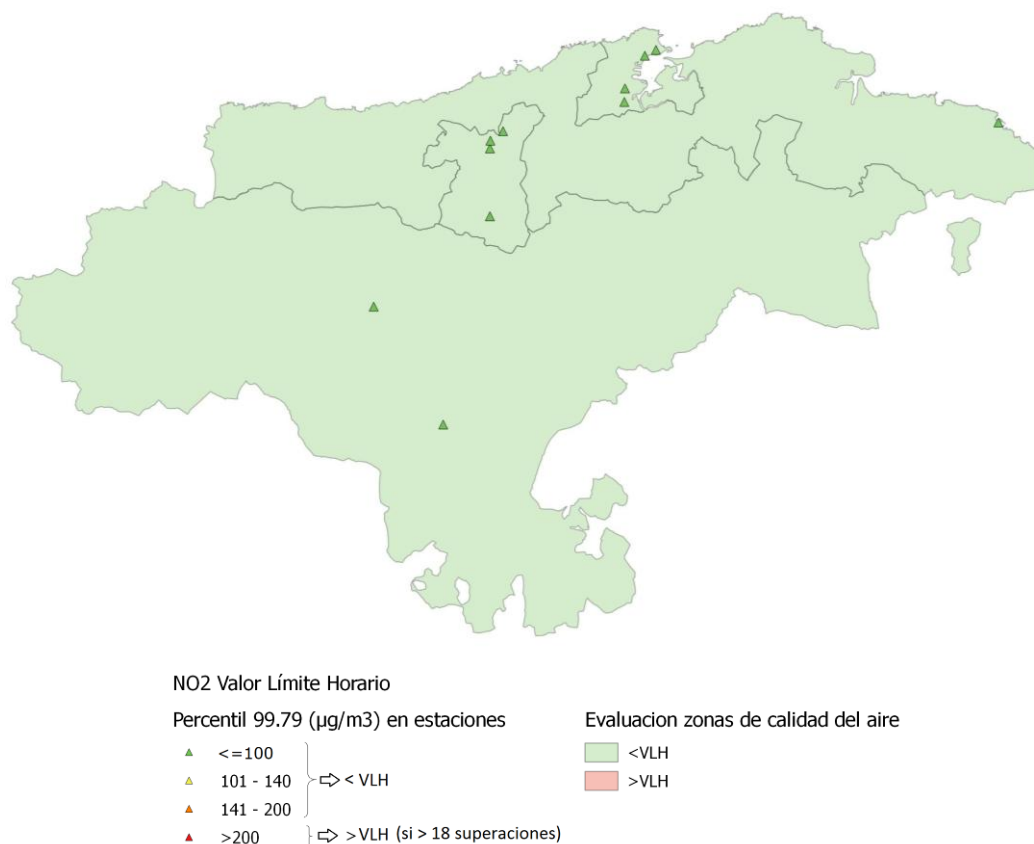 NO2 Valor Límite Horario
Percentil 99.79 (µg/m3) en estaciones
<=100
101 - 140
141 - 200
⇨ < VLH
>200
⇨ >VLH (si > 18 superaciones)
Evaluacion zonas de calidad del aire
<VLH
>VLH